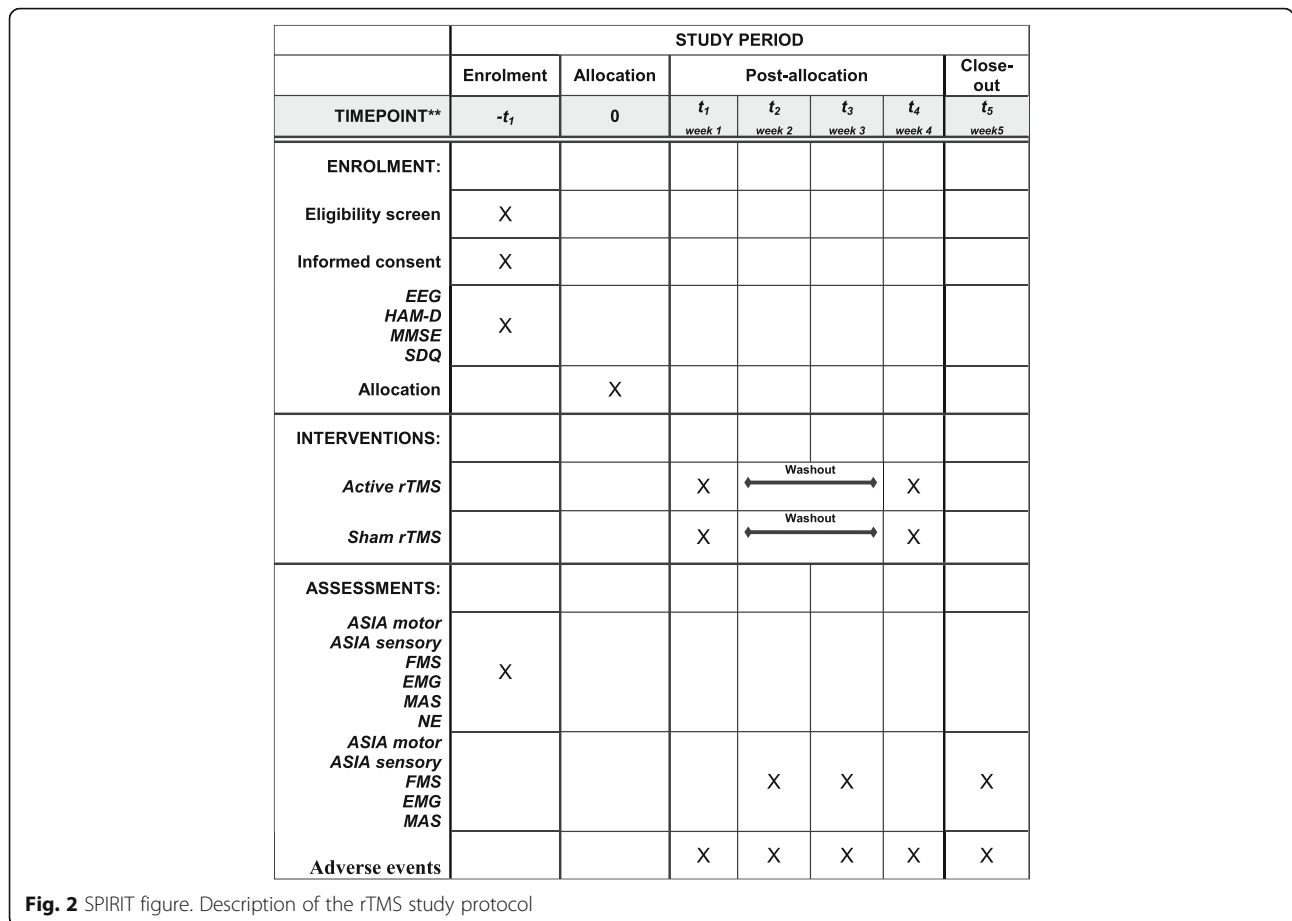 STUDY PERIOD
Enrolment Allocation Post-allocation Close-
out
TIMEPOINT** -t1 0 t1 t2 t3 t4 t5
week 1 week 2 week 3 week 4 week5
ENROLMENT:
Eligibility screen X
Informed consent X
EEG
HAM-D
MMSE
SDQ
X
Allocation X
INTERVENTIONS:
Washout
Active rTMS X X
Washout
Sham rTMS X X
ASSESSMENTS:
ASIA motor
ASIA sensory
FMS
EMG
MAS
NE
X
ASIA motor
ASIA sensory
FMS
EMG
MAS
X X X
Adverse events X X X X X
Fig. 2 SPIRIT figure. Description of the rTMS study protocol